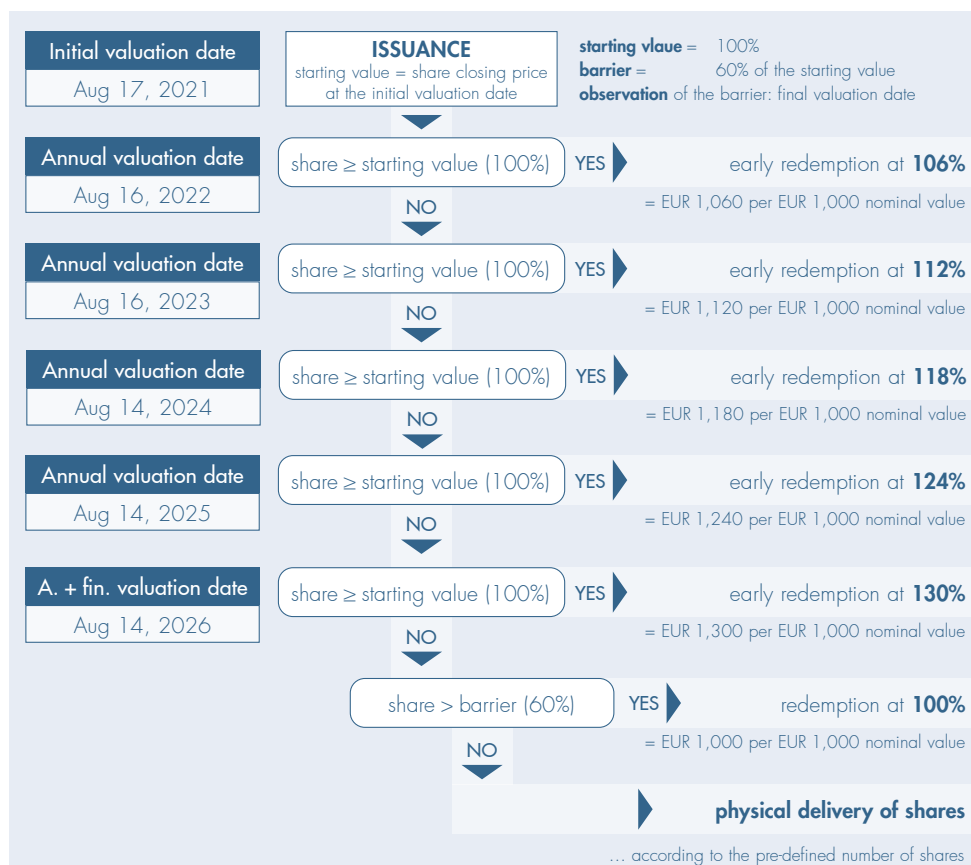 Initial valuation date
Aug 17, 2021
ISSUANCE
starting value = share closing price
at the initial valuation date
starting vlaue = 100%
barrier = 60% of the starting value
observation of the barrier: final valuation date
Annual valuation date
Aug 16, 2022
share ≥ starting value (100%)
YES
early redemption at 106%
= EUR 1,060 per EUR 1,000 nominal value
NO
Annual valuation date
Aug 16, 2023
share ≥ starting value (100%)
YES
early redemption at 112%
= EUR 1,120 per EUR 1,000 nominal value
NO
Annual valuation date
Aug 14, 2024
share ≥ starting value (100%)
YES
early redemption at 118%
= EUR 1,180 per EUR 1,000 nominal value
NO
Annual valuation date
Aug 14, 2025
share ≥ starting value (100%)
YES
early redemption at 124%
= EUR 1,240 per EUR 1,000 nominal value
NO
A. + fin. valuation date
Aug 14, 2026
share ≥ starting value (100%)
YES
early redemption at 130%
= EUR 1,300 per EUR 1,000 nominal value
NO
share > barrier (60%)
YES
redemption at 100%
= EUR 1,000 per EUR 1,000 nominal value
NO
physical delivery of shares
... according to the pre-defined number of shares